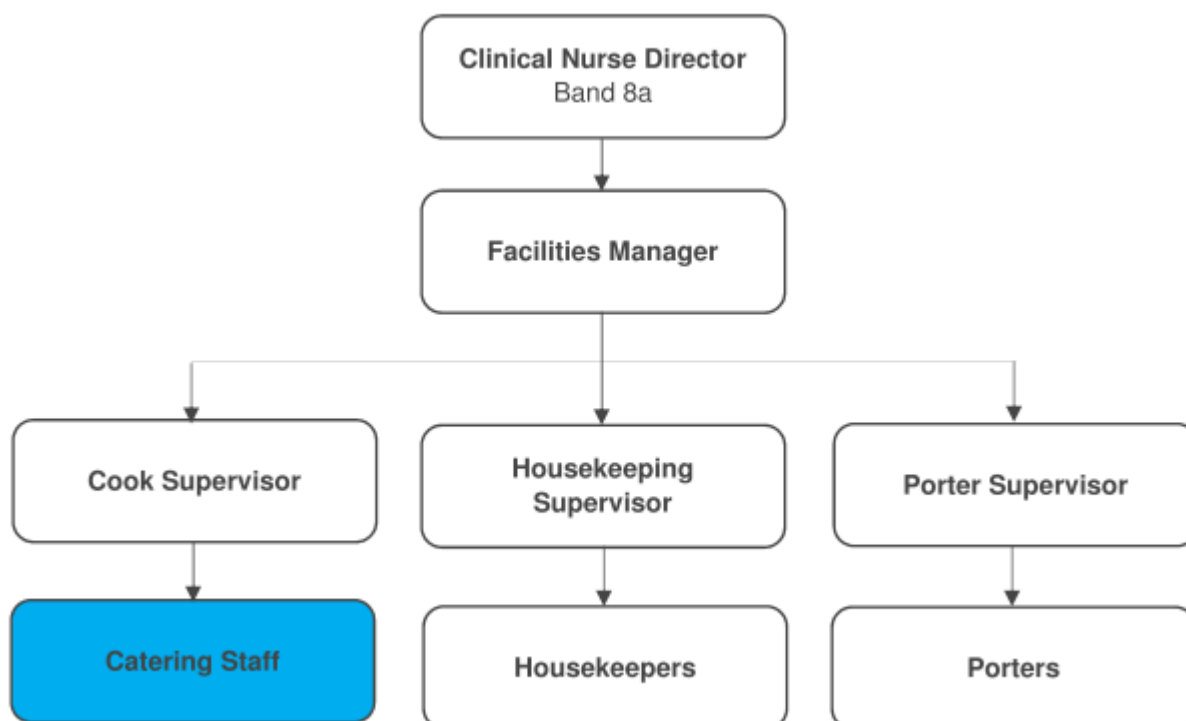 Clinical Nurse Director
Band 8a
Facilities Manager
Cook Supervisor
Housekeeping
Supervisor
Porter Supervisor
Catering Staff
Housekeepers
Porters